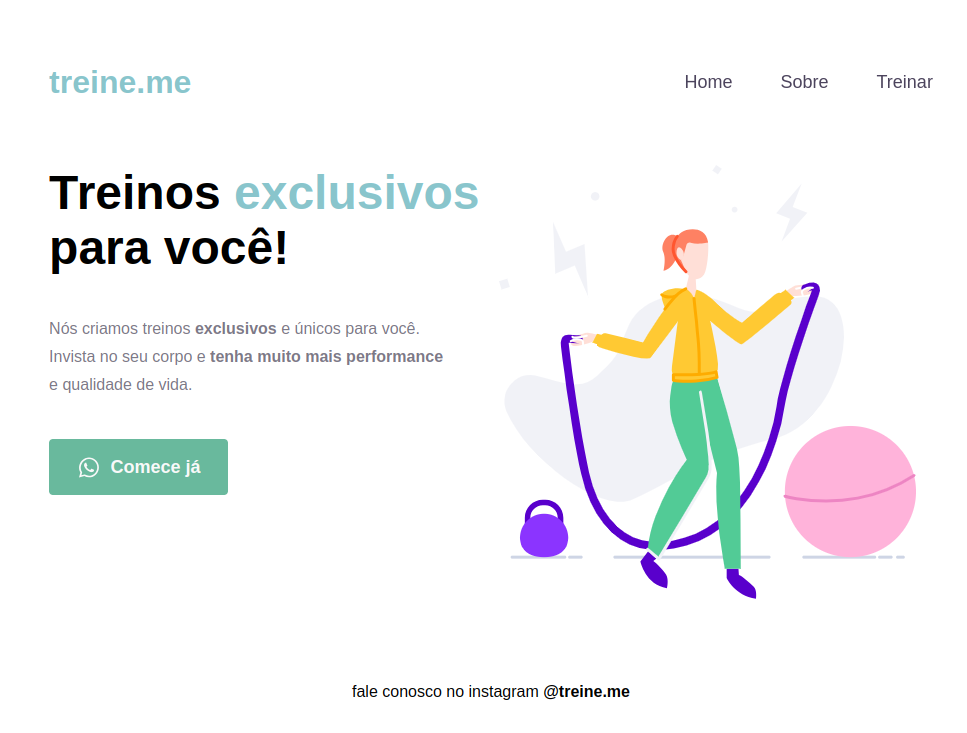 treine.me
Home Sobre Treinar
Treinos exclusivos
para você!
Nós criamos treinos exclusivos e únicos para você.
Invista no seu corpo e tenha muito mais performance
e qualidade de vida.
Comece já
fale conosco no instagram @treine.me